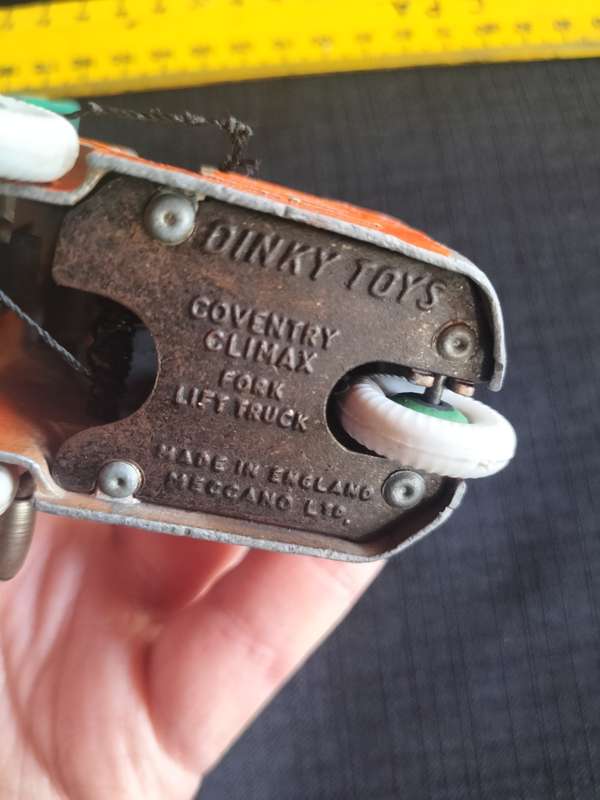 DINKY TOYS
COVENTRY
CLIMAX
FORK
LIFT TRUCK
MADE IN ENGLAND
MECCANO LTD.